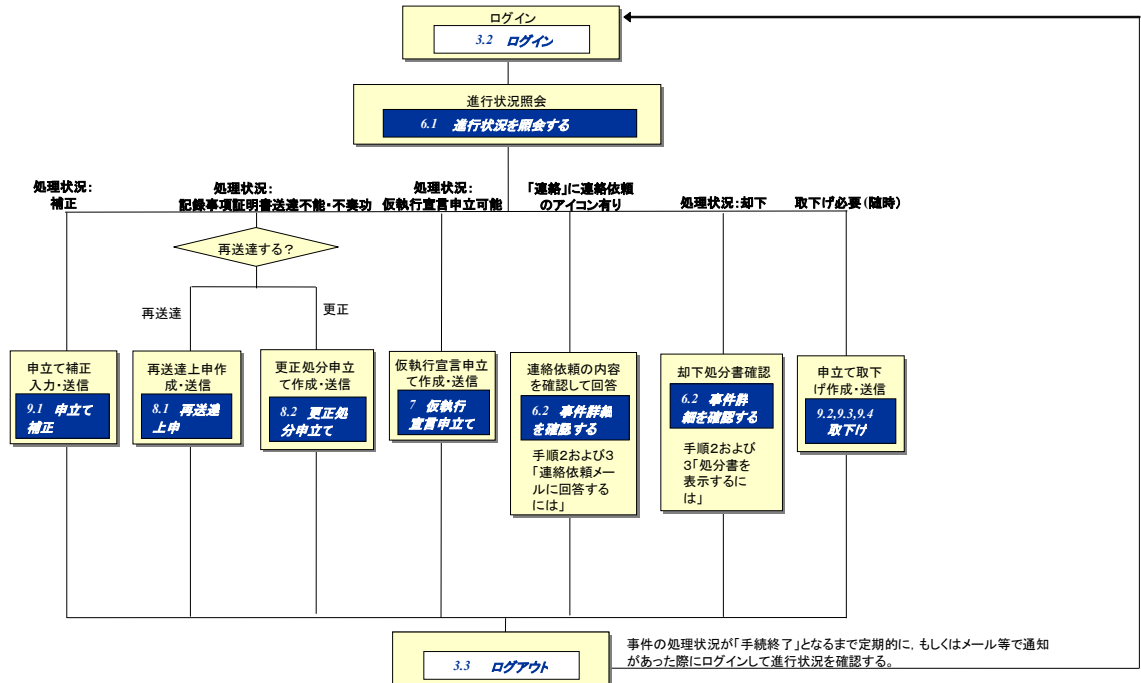 ログイン
3.2 ログイン
進行状況照会
6.1 進行状況を照会する
処理状況:
補正
処理状況:
記録事項証明書送達不能・不奏功
処理状況:
仮執行宣言申立可能
「連絡」に連絡依頼
のアイコン有り
処理状況:却下
取下げ必要(随時)
再送達する?
再送達
更正
申立て補正
入力・送信
9.1 申立て
補正
再送達上申作
成・送信
8.1 再送達
上申
更正処分申立
て作成・送信
8.2 更正処
分申立て
仮執行宣言申立
て作成・送信
7 仮執行
宣言申立て
連絡依頼の内容
を確認して回答
6.2 事件詳細
を確認する
手順2および3
「連絡依頼メー
ルに回答する
には」
却下処分書確認
6.2 事件詳
細を確認する
手順2および
3「処分書を
表示するに
は」
申立て取下
げ作成・送信
9.2,9.3,9.4
取下げ
3.3 ログアウト
事件の処理状況が「手続終了」となるまで定期的に,もしくはメール等で通知
があった際にログインして進行状況を確認する。